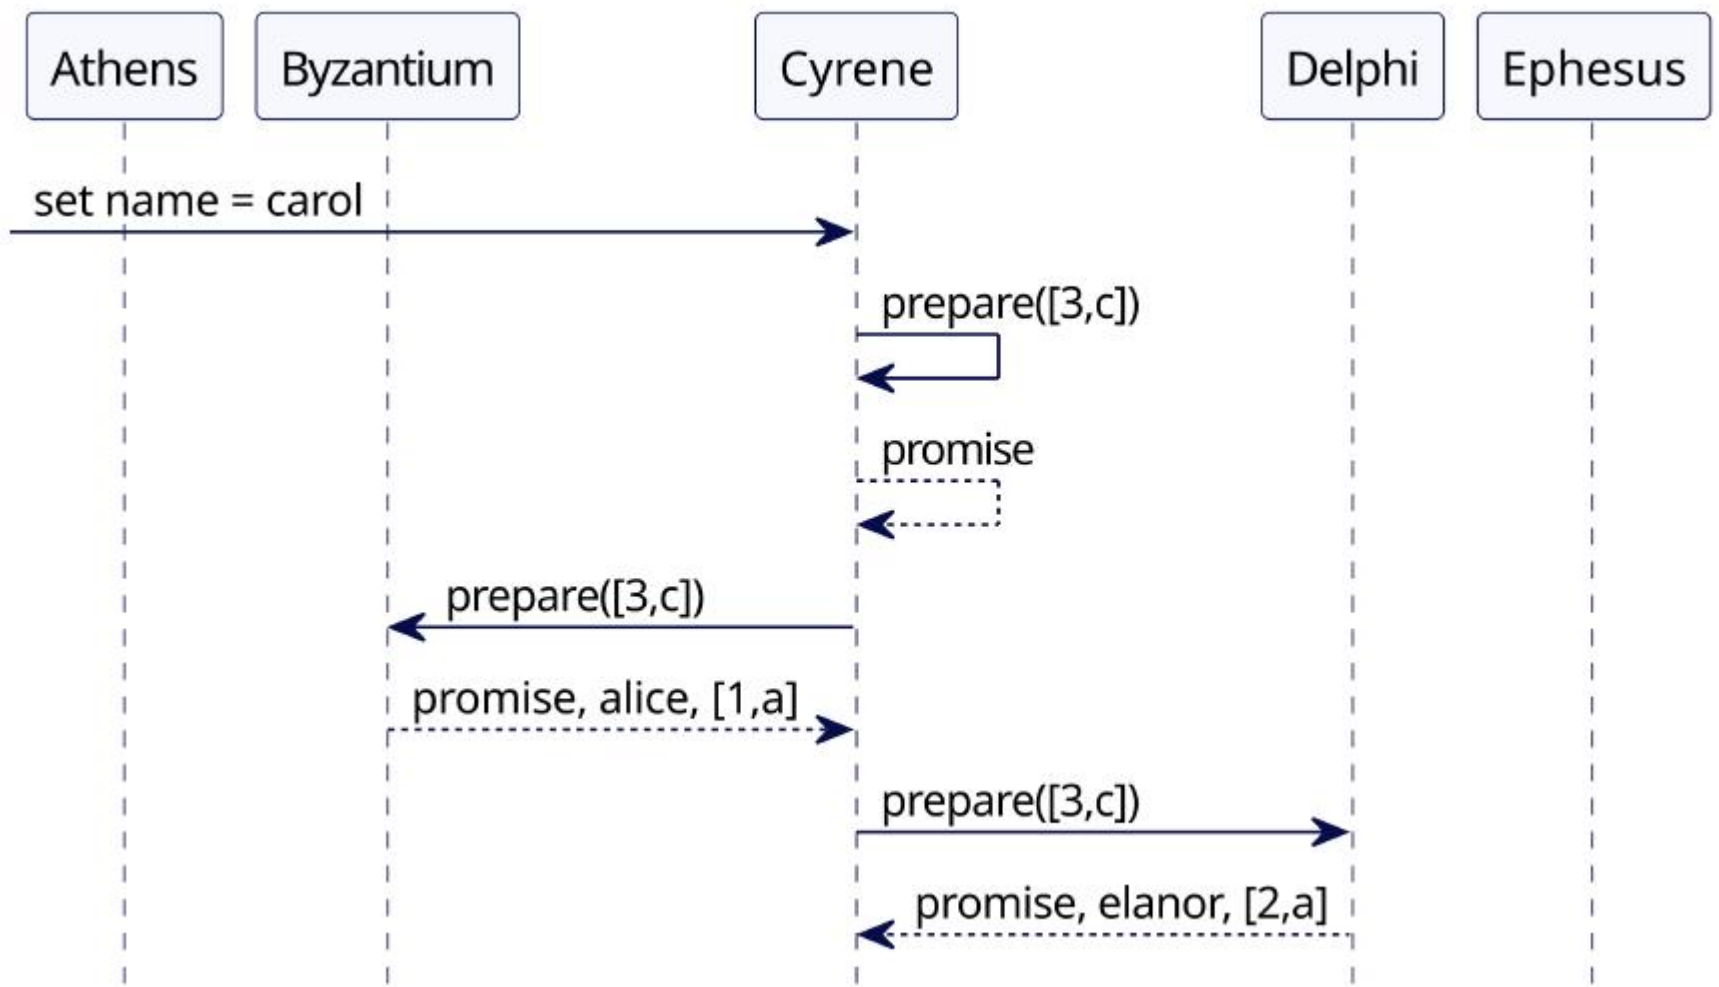 Athens
Byzantium
Cyrene
Delphi
Ephesus
set name = carol
prepare([3,c])
promise
prepare([3,c])
promise, alice, [1,a]
prepare([3,c])
promise, elanor, [2,a]